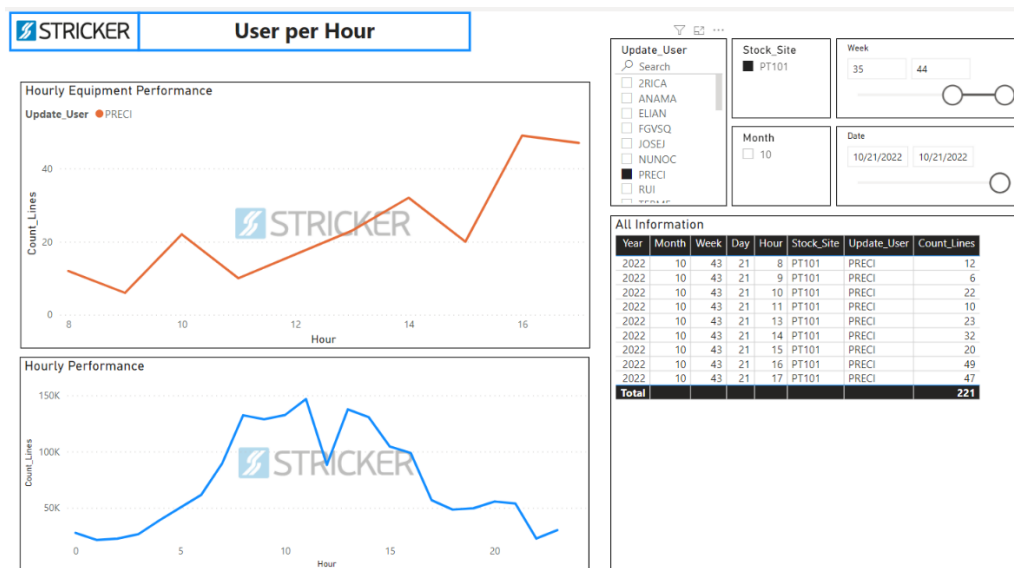 STRICKER
User per Hour
Update_User
Search
2RICA
ANAMA
ELIAN
FGVSQ
JOSEJ
NUNOC
PRECI
RUI
Stock_Site
PT101
Month
10
Week
35 44
Date
10/21/2022 10/21/2022
Hourly Equipment Performance
Update_User PRECI
Count_Lines
40
20
0
STRICKER
8 10 12 14 16
Hour
Hourly Performance
Count_Lines
150K
100K
50K
STRICKER
0 5 10 15 20
Hour
All Information
Year Month Week Day Hour Stock_Site Update_User Count_Lines
2022 10 43 21 8 PT101 PRECI 12
2022 10 43 21 9 PT101 PRECI 6
2022 10 43 21 10 PT101 PRECI 22
2022 10 43 21 11 PT101 PRECI 10
2022 10 43 21 13 PT101 PRECI 23
2022 10 43 21 14 PT101 PRECI 32
2022 10 43 21 15 PT101 PRECI 20
2022 10 43 21 16 PT101 PRECI 49
2022 10 43 21 17 PT101 PRECI 47
Total 221